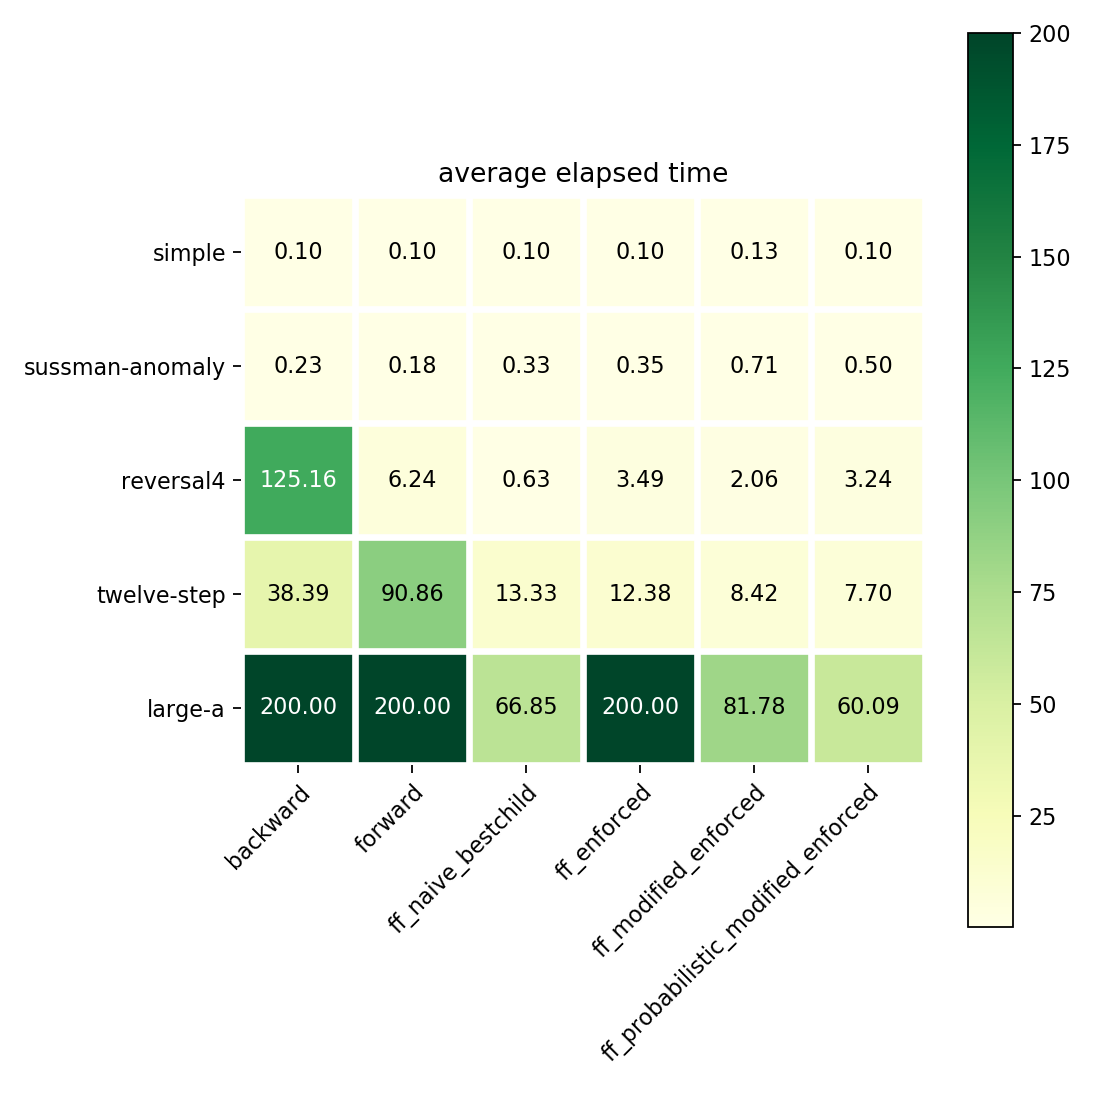 average elapsed time
simple 0.10 0.10 0.10 0.10 0.13 0.10
sussman-anomaly 0.23 0.18 0.33 0.35 0.71 0.50
reversal4 125.16 6.24 0.63 3.49 2.06 3.24
twelve-step 38.39 90.86 13.33 12.38 8.42 7.70
large-a 200.00 200.00 66.85 200.00 81.78 60.09
backward
forward
ff_naive_bestchild
ff_enforced
ff_modified_enforced
ff_probabilistic_modified_enforced
200
175
150
125
100
75
50
25